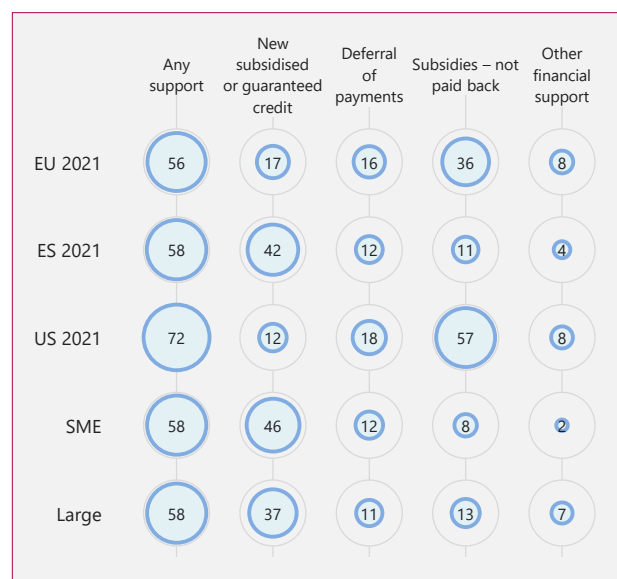 Any
support
New
subsidised
or guaranteed
credit
Deferral
of
payments
Subsidies – not
paid back
Other
financial
support
EU 2021 56 17 16 36 8
ES 2021 58 42 12 11 4
US 2021 72 12 18 57 8
SME 58 46 12 8 2
Large 58 37 11 13 7